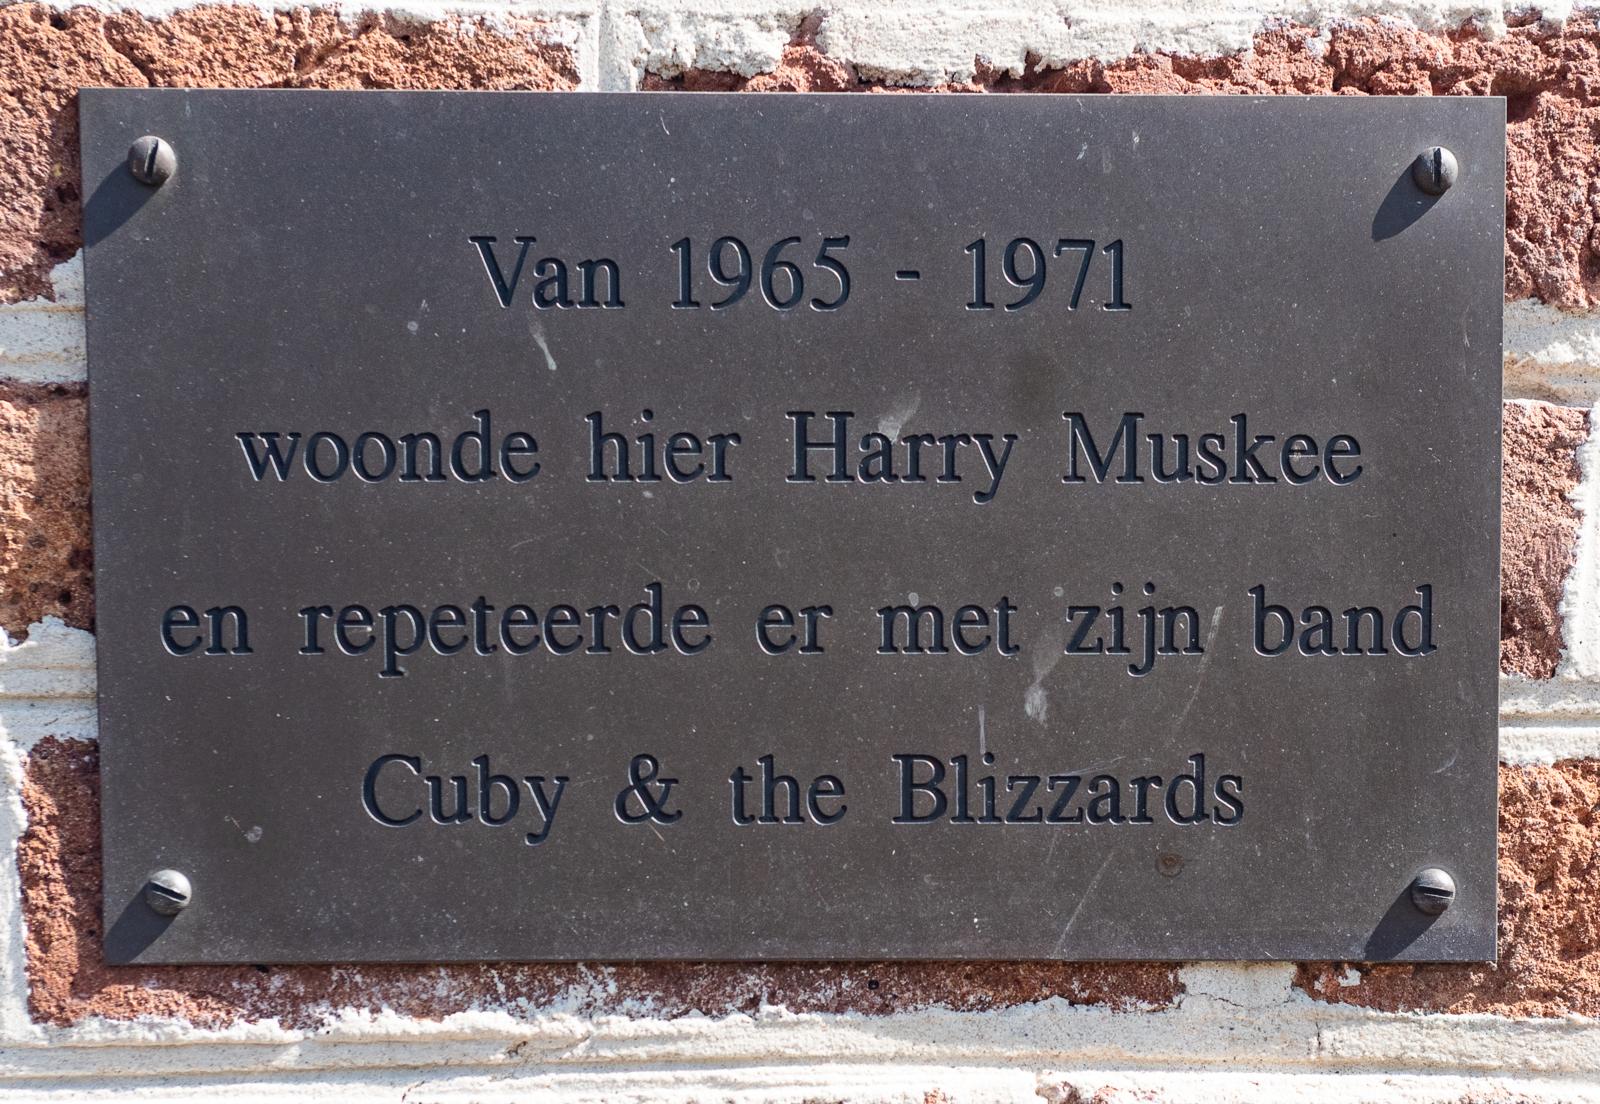 Van 1965 - 1971
woonde hier Harry Muskee
en repeteerde er met zijn band
Cuby & the Blizzards